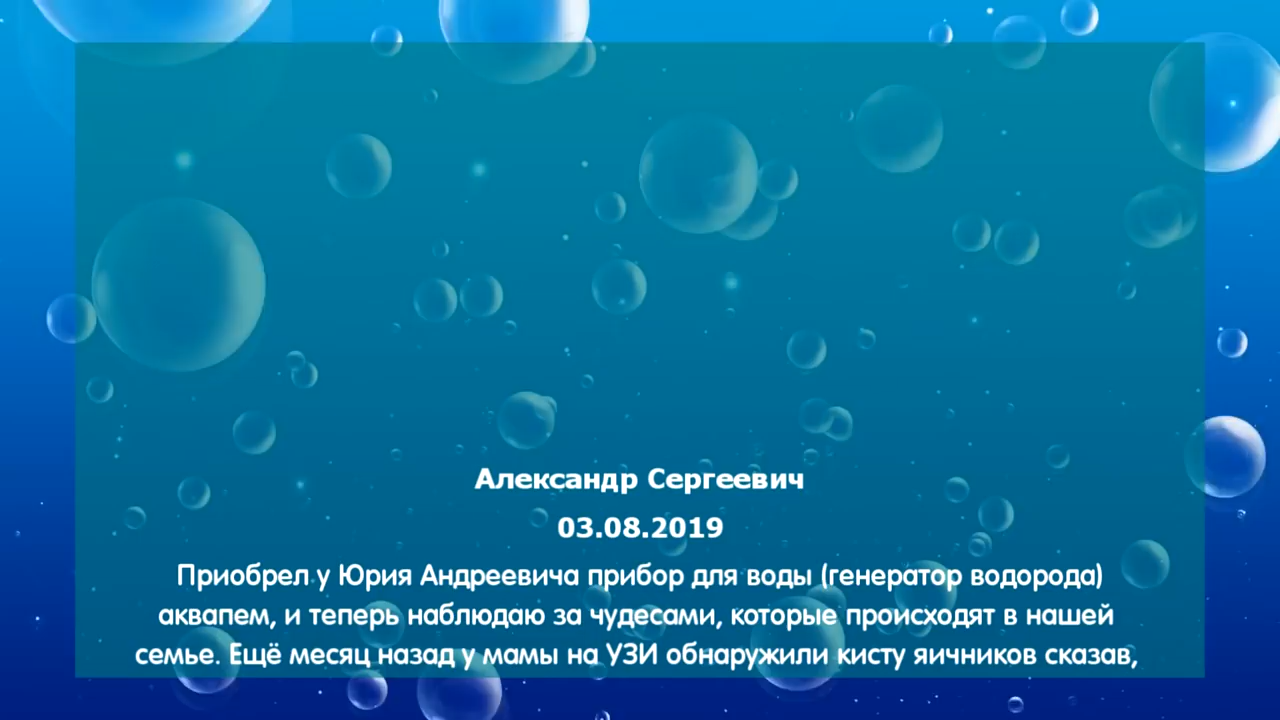 Александр Сергеевич
03.08.2019
Приобрел у Юрия Андреевича прибор для воды (генератор водорода)
аквапем, и теперь наблюдаю за чудесами, которые происходят в нашей
семье. Ещё месяц назад у мамы на УЗИ обнаружили кисту яичников сказав,